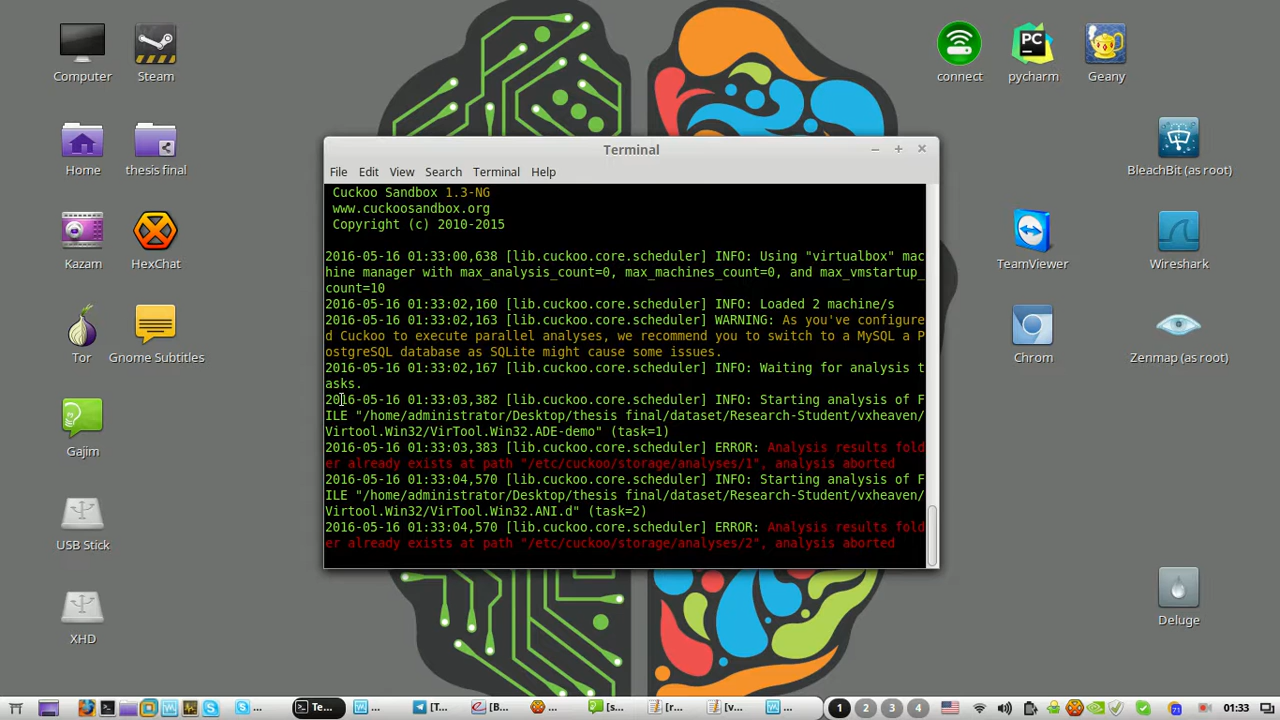 Computer
Steam
connect
pycharm
Geany
Home
thesis final
BleachBit (as root)
Kazam
HexChat
TeamViewer
Wireshark
Tor
Gnome Subtitles
Chrom
Zenmap (as root)
Gajim
USB Stick
XHD
Deluge
Terminal
File Edit View Search Terminal Help
Cuckoo Sandbox 1.3-NG
www.cuckoosandbox.org
Copyright (c) 2010-2015
2016-05-16 01:33:00,638 [lib.cuckoo.core.scheduler] INFO: Using "virtualbox" mac
hine manager with max_analysis_count=0, max_machines_count=0, and max_vmstartup_
count=10
2016-05-16 01:33:02,160 [lib.cuckoo.core.scheduler] INFO: Loaded 2 machine/s
2016-05-16 01:33:02,163 [lib.cuckoo.core.scheduler] WARNING: As you've configure
d Cuckoo to execute parallel analyses, we recommend you to switch to a MySQL a P
ostgreSQL database as SQLite might cause some issues.
2016-05-16 01:33:02,167 [lib.cuckoo.core.scheduler] INFO: Waiting for analysis t
asks.
2016-05-16 01:33:03,382 [lib.cuckoo.core.scheduler] INFO: Starting analysis of F
ILE "/home/administrator/Desktop/thesis final/dataset/Research-Student/vxheaven/
Virtool.Win32/VirTool.Win32.ADE-demo" (task=1)
2016-05-16 01:33:03,383 [lib.cuckoo.core.scheduler] ERROR: Analysis results fold
er already exists at path "/etc/cuckoo/storage/analyses/1", analysis aborted
2016-05-16 01:33:04,570 [lib.cuckoo.core.scheduler] INFO: Starting analysis of F
ILE "/home/administrator/Desktop/thesis final/dataset/Research-Student/vxheaven/
Virtool.Win32/VirTool.Win32.ANI.d" (task=2)
2016-05-16 01:33:04,570 [lib.cuckoo.core.scheduler] ERROR: Analysis results fold
er already exists at path "/etc/cuckoo/storage/analyses/2", analysis aborted
... Te... ... [T... [B... ... [s... [r... [v... ... 1 2 3 4 71 01:33